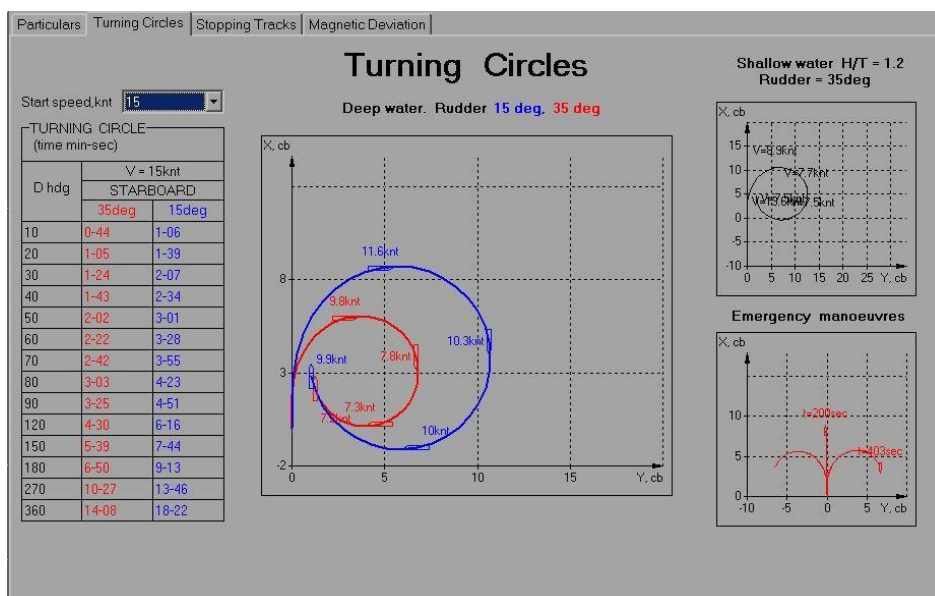 Particulars Turning Circles Stopping Tracks Magnetic Deviation
Turning Circles
Start speed,knt 15
Deep water. Rudder 15 deg, 35 deg
TURNING CIRCLE
(time min-sec)
D hdg V = 15knt
STARBOARD
35deg 15deg
10 0-44 1-06
20 1-05 1-39
30 1-24 2-07
40 1-43 2-34
50 2-02 3-01
60 2-22 3-28
70 2-42 3-55
80 3-03 4-23
90 3-25 4-51
120 4-30 6-16
150 5-39 7-44
180 6-50 9-13
270 10-27 13-46
360 14-08 18-22
X, cb
11.6knt
8
9.8knt
10.3knt
9.9knt
7.8knt
3
7.3knt
10knt
-2
0 5 10 15 Y, cb
Shallow water H/T = 1.2
Rudder = 35deg
X, cb
15
V=8.9knt
10
V=7.7knt
5
0
-5
-10
0 5 10 15 20 25 Y, cb
Emergency manoeuvres
X, cb
10
t=200sec
5
t=403sec
0
-10 -5 0 5 Y, cb